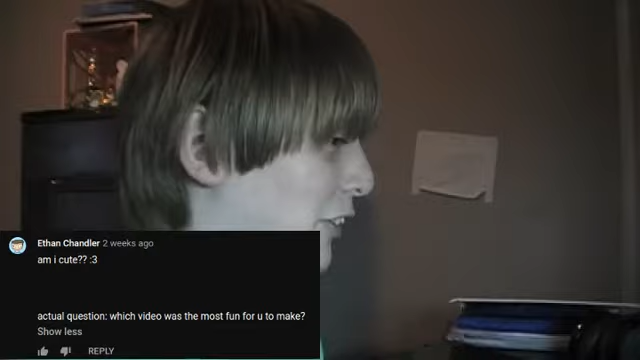 Ethan Chandler 2 weeks ago
am i cute?? :3
actual question: which video was the most fun for u to make?
Show less
REPLY